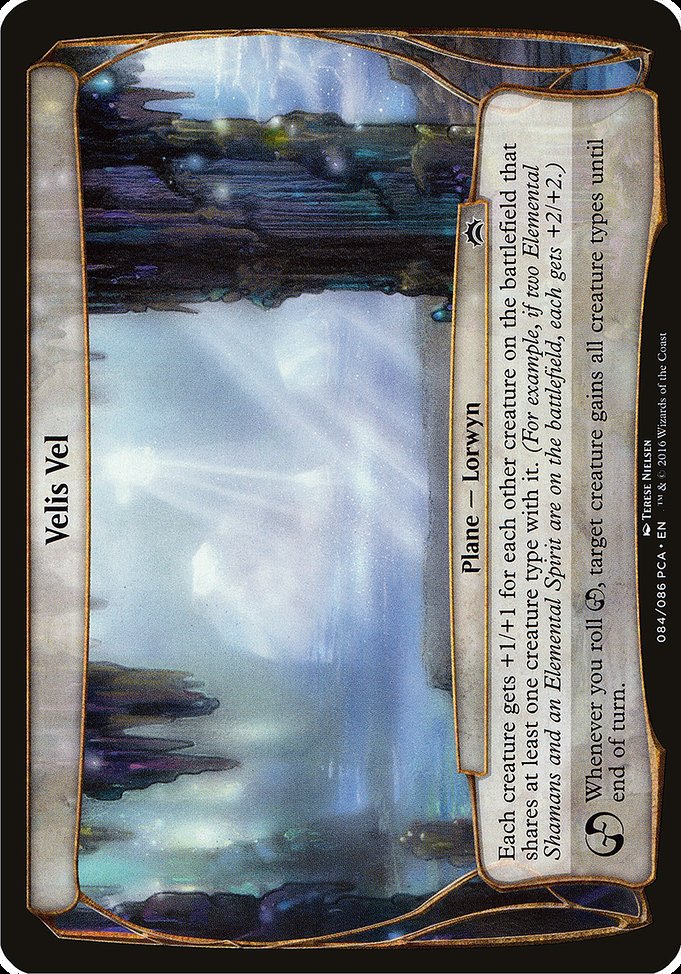 Velis Vel
Plane — Lorwyn
Each creature gets +1/+1 for each other creature on the battlefield that
shares at least one creature type with it. (For example, if two Elemental
Shamans and an Elemental Spirit are on the battlefield, each gets +2/+2.)
Whenever you roll , target creature gains all creature types until
end of turn.
Terese Nielsen
084/086 PCA • EN ™ & © 2016 Wizards of the Coast